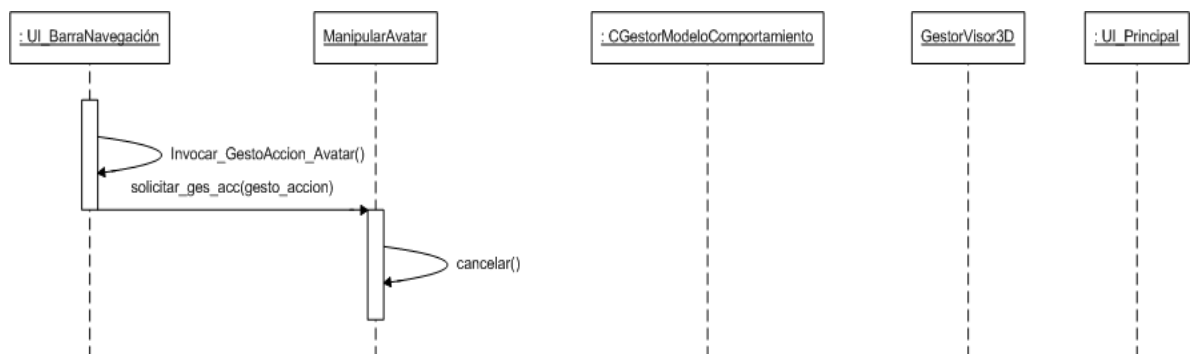 : UI_BarraNavegación
ManipularAvatar
: CGestorModeloComportamiento
GestorVisor3D
: UI_Principal
Invocar_GestoAccion_Avatar()
solicitar_ges_acc(gesto_accion)
cancelar()